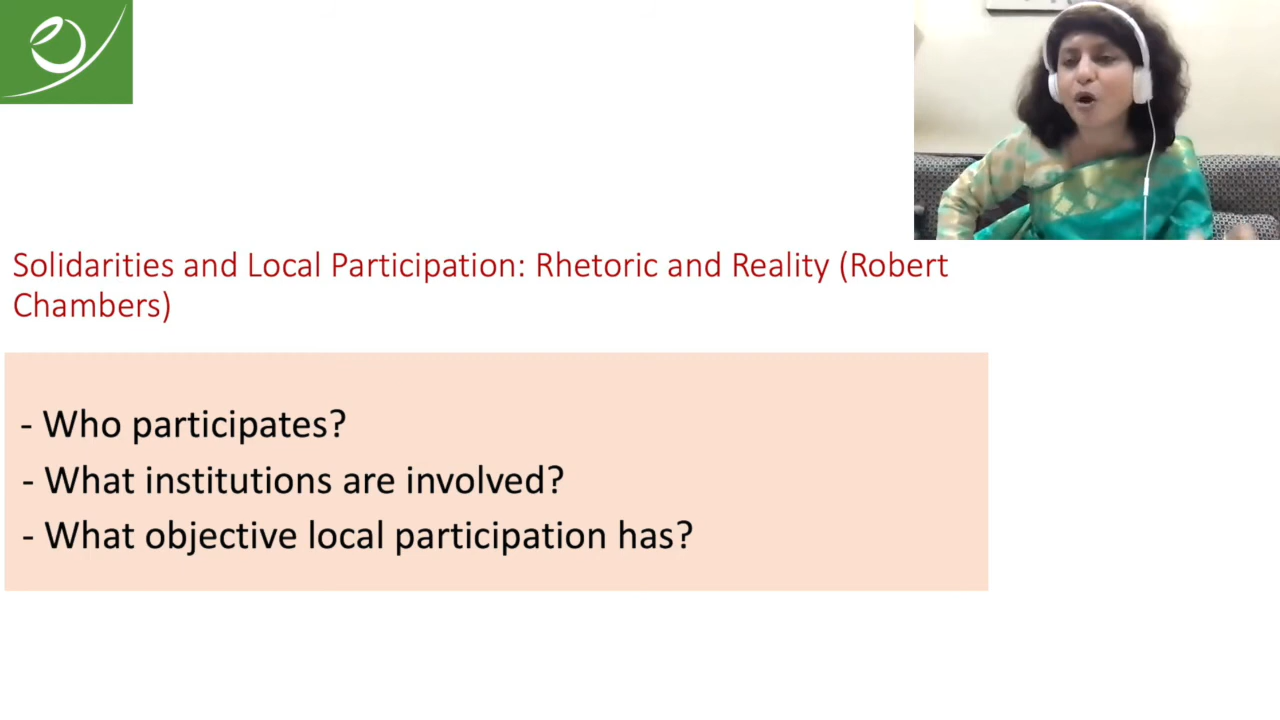 Solidarities and Local Participation: Rhetoric and Reality (Robert
Chambers)
- Who participates?
- What institutions are involved?
- What objective local participation has?